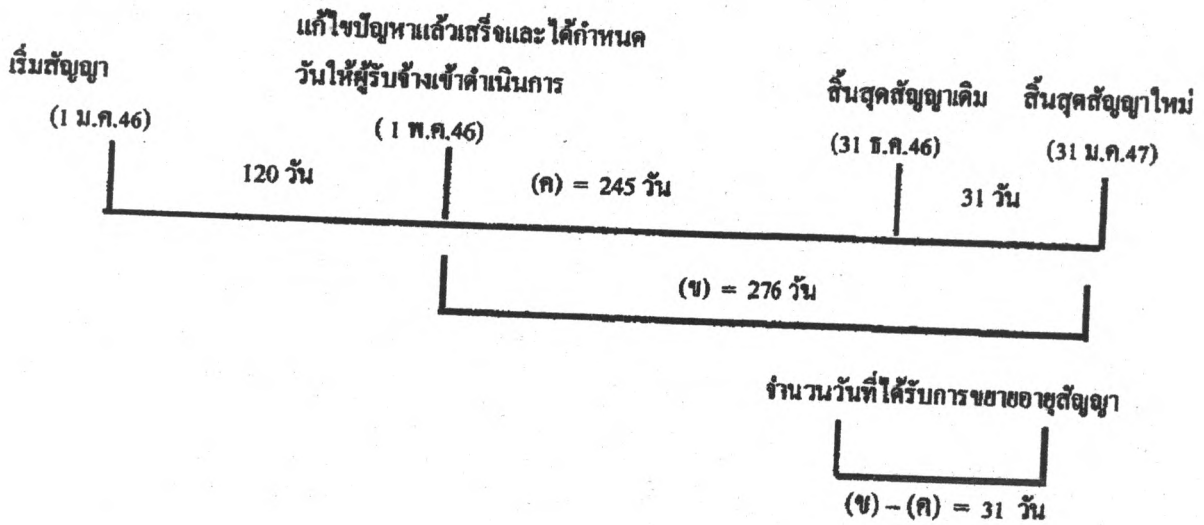 แก้ไขปัญหาแล้วเสร็จและได้กำหนด
วันให้ผู้รับจ้างเข้าดำเนินการ
เริ่มสัญญา
สิ้นสุดสัญญาเดิม
สิ้นสุดสัญญาใหม่
(1 ม.ค.46)
( 1 พ.ค.46)
(31 ธ.ค.46)
(31 ม.ค.47)
120 วัน
(ค) = 245 วัน
31 วัน
(ข) = 276 วัน
จำนวนวันที่ได้รับการขยายอายุสัญญา
(ข) – (ค) = 31 วัน